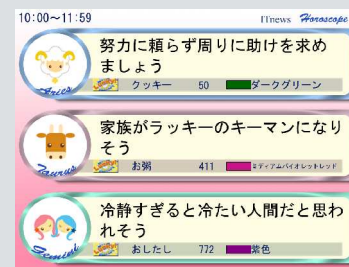 10:00～11:59
ITnews Horoscope
努力に頼らず周りに助けを求め
ましょう
Aries
クッキー 50 ダークグリーン
家族がラッキーのキーマンになり
そう
Taurus
お粥 411 ミディアムバイオレットレッド
冷静すぎると冷たい人間だと思わ
れそう
Gemini
おしたし 772 紫色